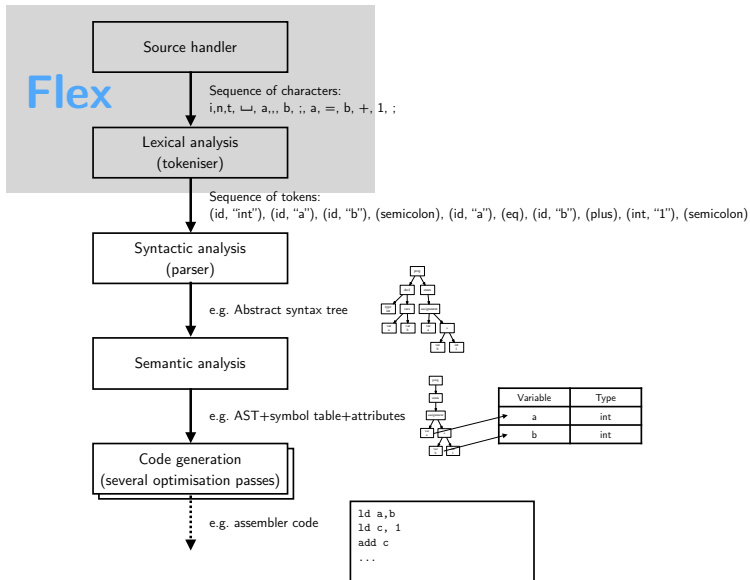 Source handler
Flex
Sequence of characters:
i,n,t, ⌴, a,,, b, ;, a, =, b, +, 1, ;
Lexical analysis
(tokeniser)
Sequence of tokens:
(id, “int”), (id, “a”), (id, “b”), (semicolon), (id, “a”), (eq), (id, “b”), (plus), (int, “1”), (semicolon)
Syntactic analysis
(parser)
e.g. Abstract syntax tree
Semantic analysis
e.g. AST+symbol table+attributes
Variable Type
a int
b int
Code generation
(several optimisation passes)
e.g. assembler code
ld a,b
ld c, 1
add c
...